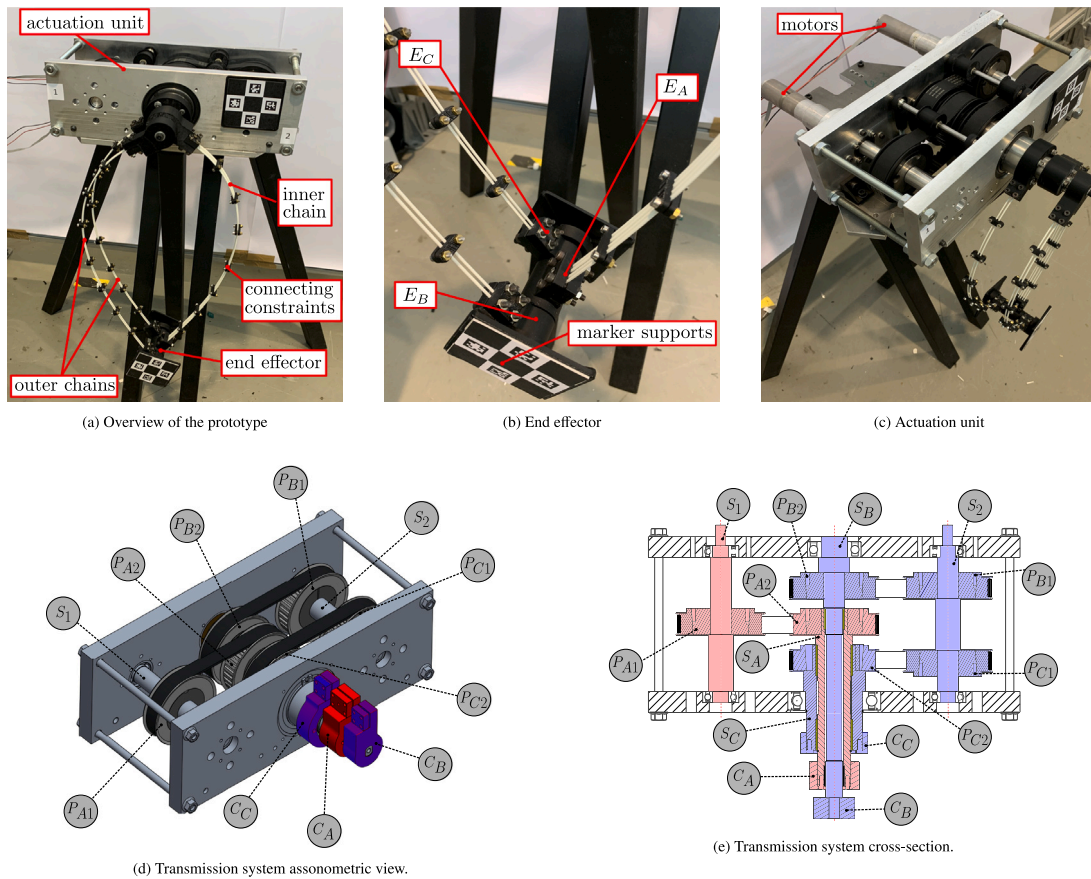 actuation unit
1
2
inner
chain
connecting
constraints
outer chains
end effector
(a) Overview of the prototype
E_C
E_A
E_B
marker supports
(b) End effector
motors
1
(c) Actuation unit
P_B1
S_2
P_B2
P_A2
P_C1
S_1
P_C2
C_B
P_A1
C_C
C_A
(d) Transmission system assonometric view.
S_1
P_B2
S_B
S_2
P_A2
P_B1
P_A1
S_A
P_C1
S_C
C_C
P_C2
C_A
C_B
(e) Transmission system cross-section.